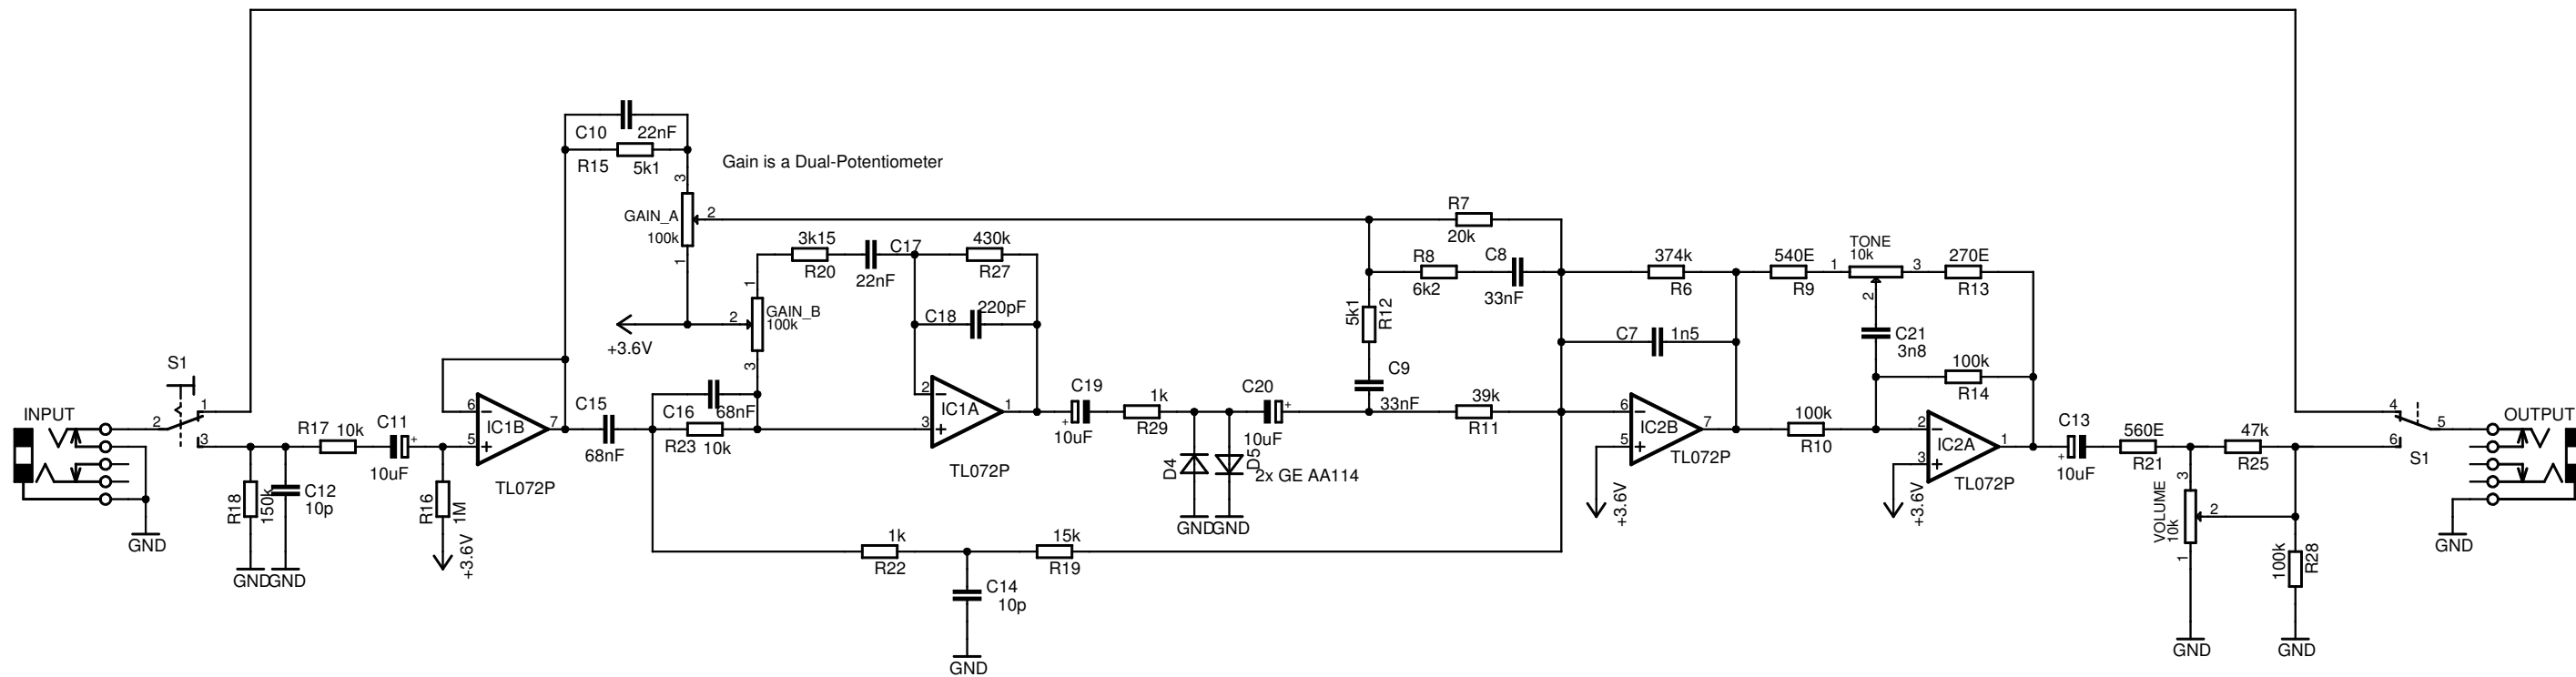 INPUT
S1
2
1
3
R18
150k
GND
GND
C12
10p
GND
R17
10k
C11
+
10uF
R16
1M
+3.6V
6
5
7
IC1B
TL072P
C10
22nF
R15
5k1
3
GAIN_A
100k
2
1
Gain is a Dual-Potentiometer
+3.6V
C15
68nF
C16
68nF
R23
10k
1
2
GAIN_B
100k
3
3k15
R20
C17
22nF
430k
R27
C18
220pF
2
3
1
IC1A
TL072P
C19
+
10uF
1k
R29
D4
D5
2x GE AA114
GND
GND
C20
+
10uF
1k
R22
15k
R19
C14
10p
GND
R7
20k
R8
6k2
C8
33nF
5k1
R12
C9
33nF
39k
R11
374k
R6
C7
1n5
6
5
7
IC2B
TL072P
+3.6V
540E
R9
1
TONE
10k
3
2
270E
R13
C21
3n8
100k
R14
100k
R10
2
3
1
IC2A
TL072P
+3.6V
C13
+
10uF
560E
R21
3
VOLUME
10k
2
1
GND
47k
R25
100k
R28
GND
4
5
6
S1
OUTPUT
GND